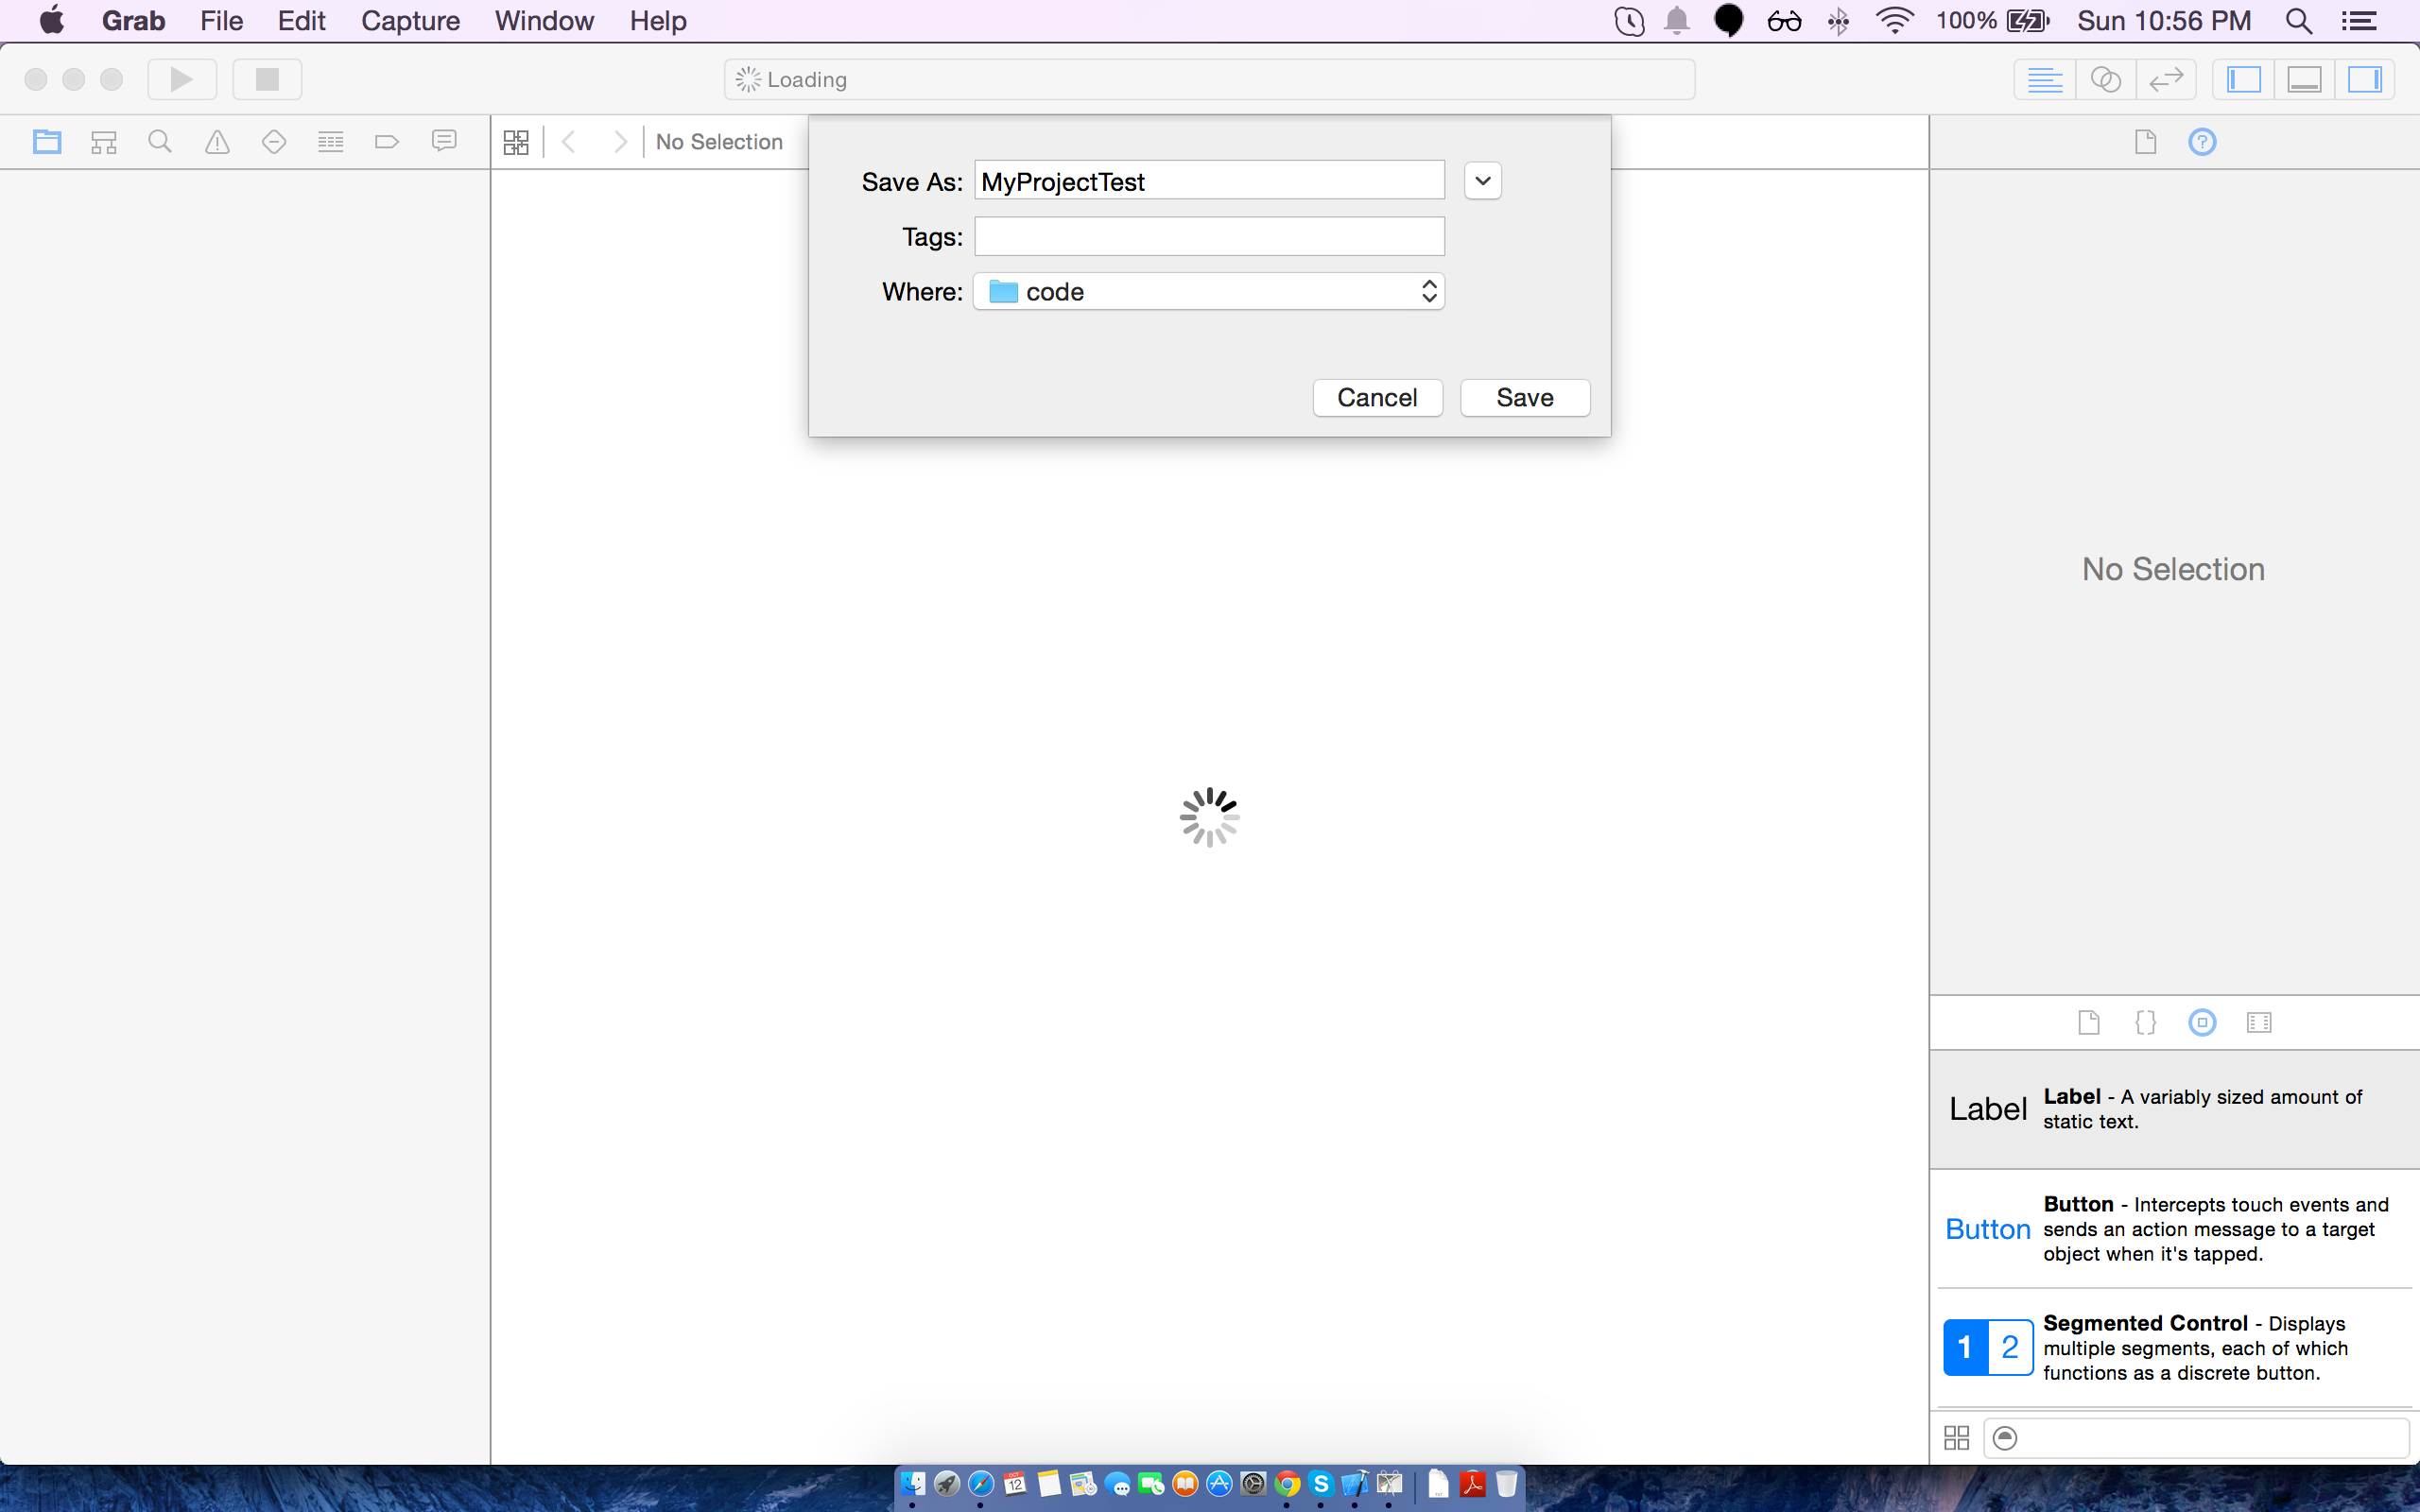 Grab File Edit Capture Window Help 100% Sun 10:56 PM
Loading
No Selection
Save As: MyProjectTest
Tags:
Where: code
Cancel Save
No Selection
{}
Label Label - A variably sized amount of
static text.
Button Button - Intercepts touch events and
sends an action message to a target
object when it's tapped.
1 2 Segmented Control - Displays
multiple segments, each of which
functions as a discrete button.
OCT
12
S